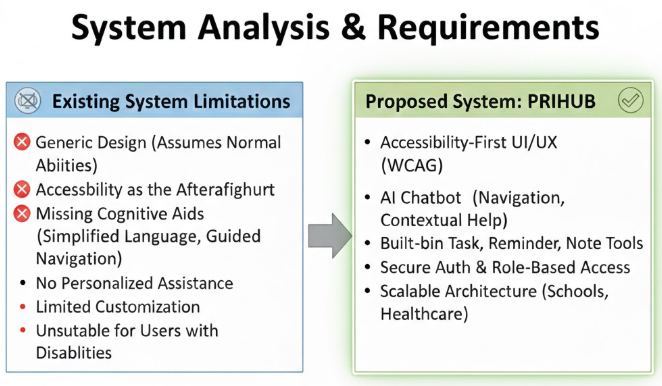 System Analysis & Requirements
Existing System Limitations
Generic Design (Assumes Normal
Abiities)
Accessbility as the Afterafighurt
Missing Cognitive Aids
(Simplified Language, Guided
Navigation)
• No Personalized Assistance
• Limited Customization
• Unsutable for Users with
Disablities
Proposed System: PRIHUB
• Accessibility-First UI/UX
(WCAG)
• AI Chatbot (Navigation,
Contextual Help)
• Built-bin Task, Reminder, Note Tools
• Secure Auth & Role-Based Access
• Scalable Architecture (Schools,
Healthcare)